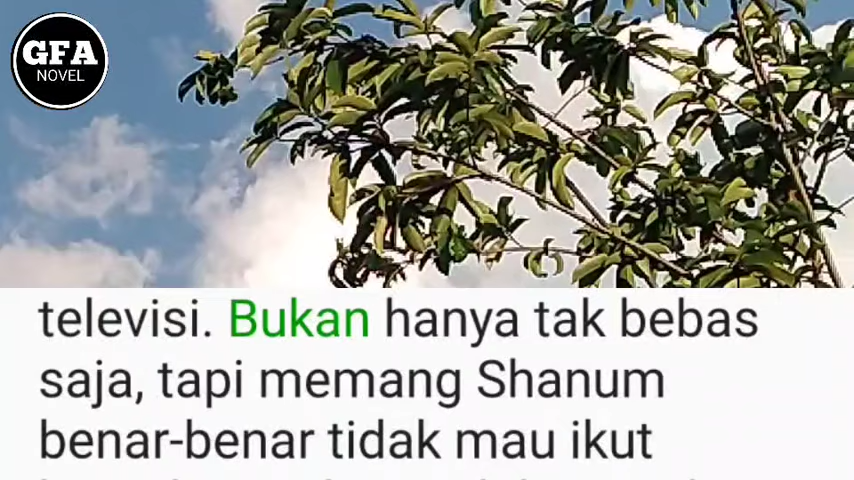 GFA
NOVEL
televisi. Bukan hanya tak bebas
saja, tapi memang Shanum
benar-benar tidak mau ikut